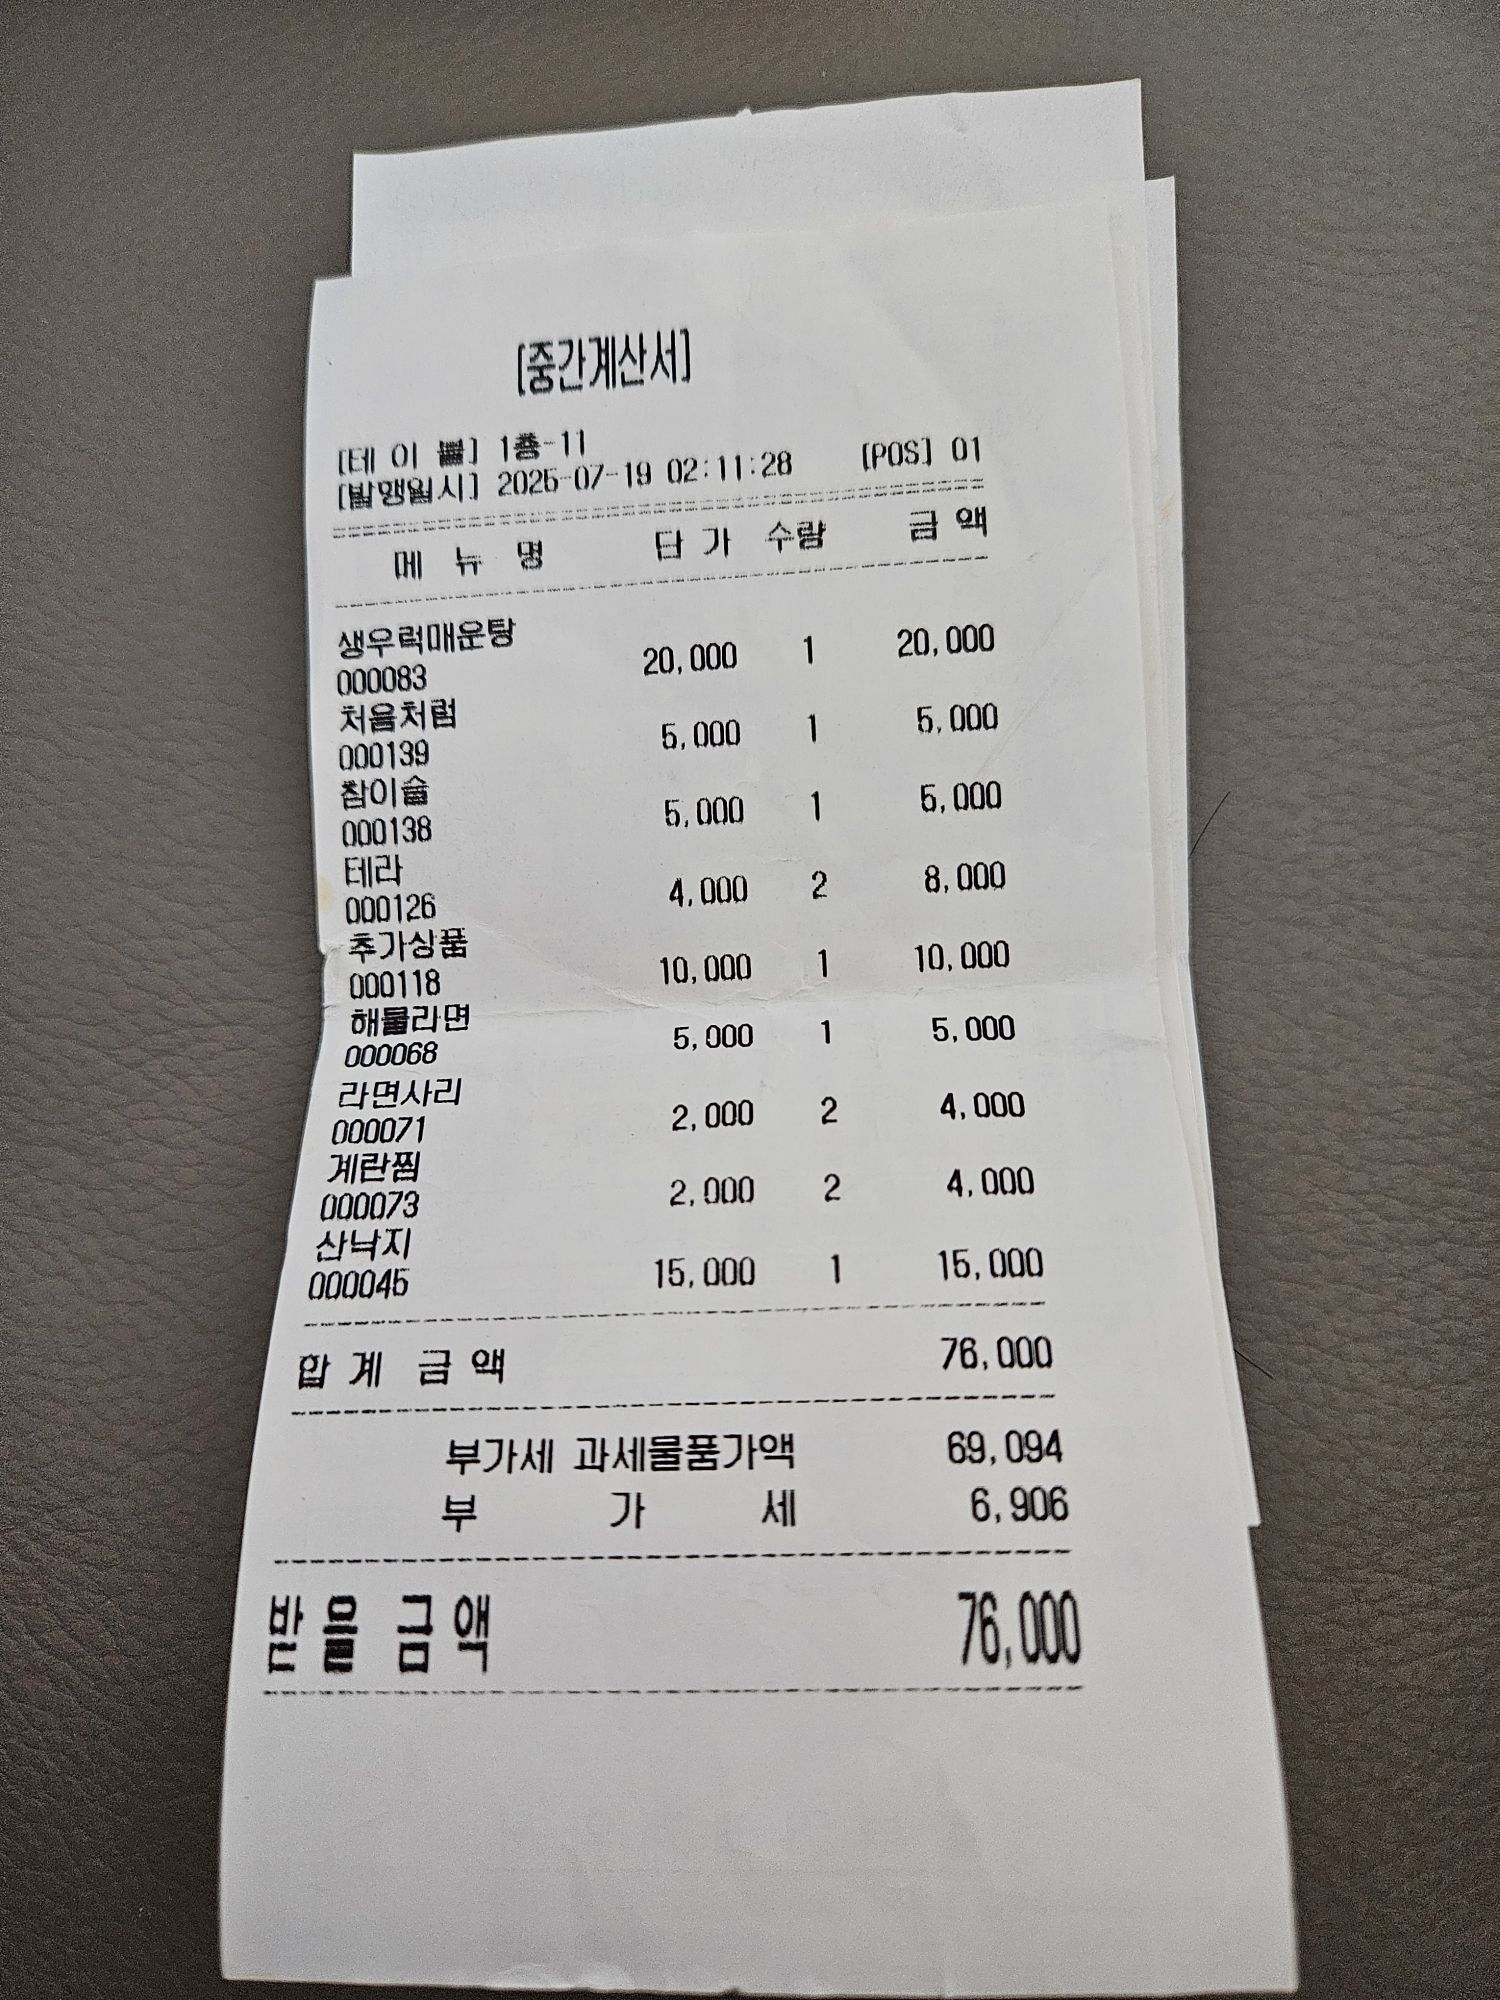 [중간계산서]
[테 이 블] 1층-11
[발행일시] 2025-07-19 02:11:28 [POS] 01
메 뉴 명 단 가 수량 금 액
생우럭매운탕
000083 20,000 1 20,000
처음처럼
000139 5,000 1 5,000
참이슬
000138 5,000 1 5,000
테라
000126 4,000 2 8,000
추가상품
000118 10,000 1 10,000
해물라면
000068 5,000 1 5,000
라면사리
000071 2,000 2 4,000
계란찜
000073 2,000 2 4,000
산낙지
000045 15,000 1 15,000
합 계 금 액 76,000
부가세 과세물품가액 69,094
부 가 세 6,906
받 을 금 액 76,000